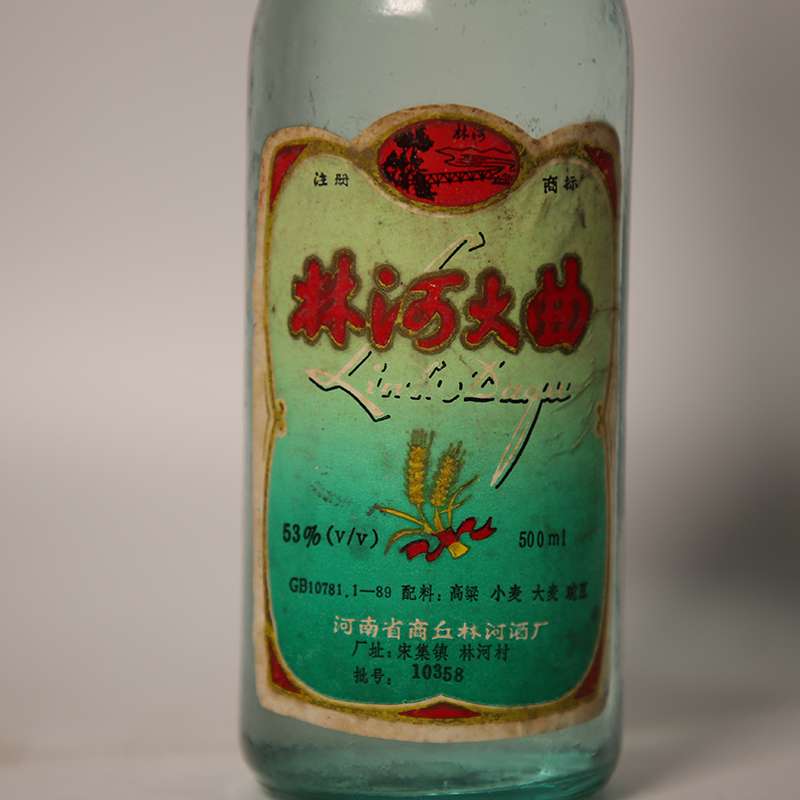 林河
注册 商标
林河大曲
Linhe Daqu
53%(v/v) 500ml
GB10781.1—89 配料：高粱 小麦 大麦 豌豆
河南省商丘林河酒厂
厂址：宋集镇 林河村
批号： 10358